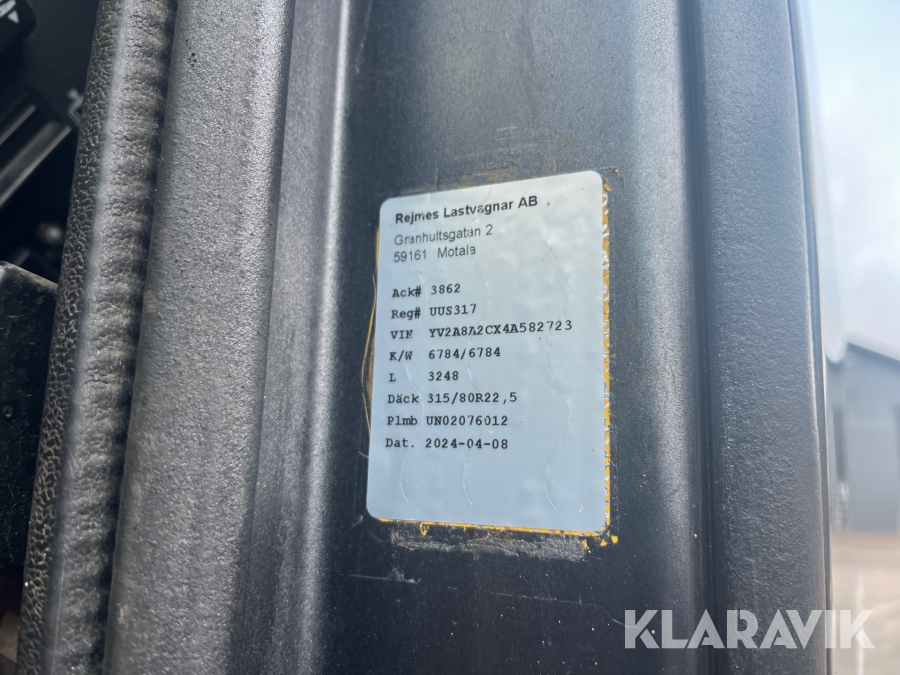 Rejmes Lastvagnar AB
Granhultsgatan 2
59161 Motala
Ack# 3862
Reg# UUS317
VIN YV2A8A2CX4A582723
K/W 6784/6784
L 3248
Däck 315/80R22,5
Plmb UN02076012
Dat. 2024-04-08
KLARAVIK